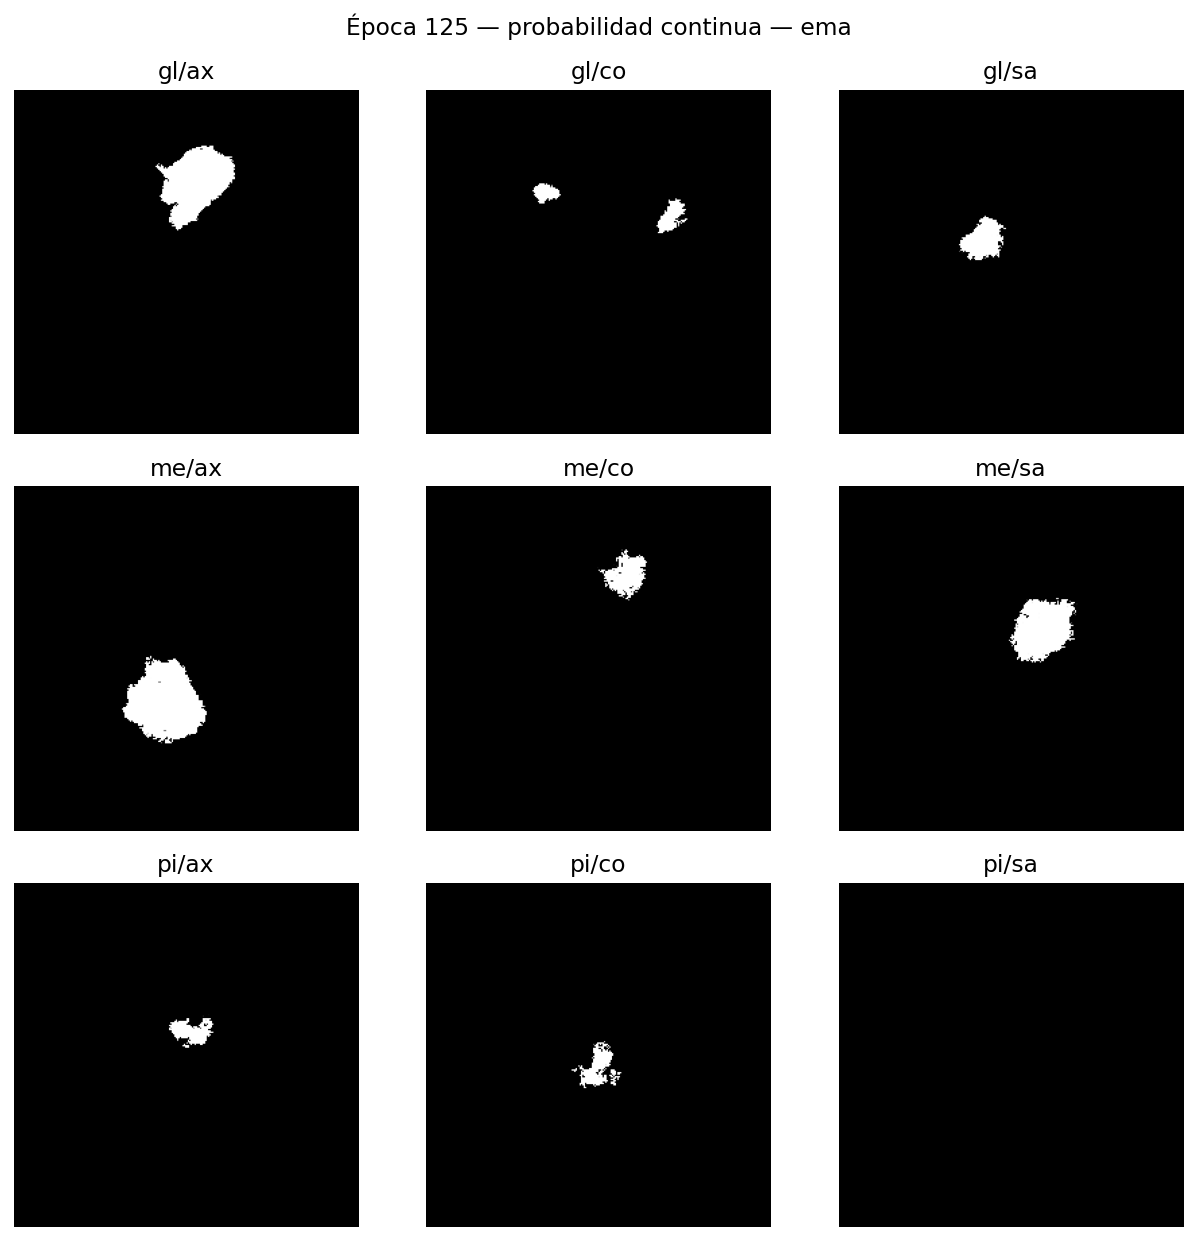 Época 125 — probabilidad continua — ema
gl/ax gl/co gl/sa
me/ax me/co me/sa
pi/ax pi/co pi/sa